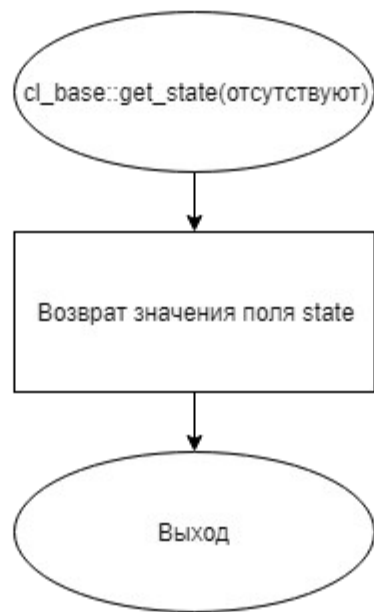 cl_base::get_state(отсутствуют)
Возврат значения поля state
Выход